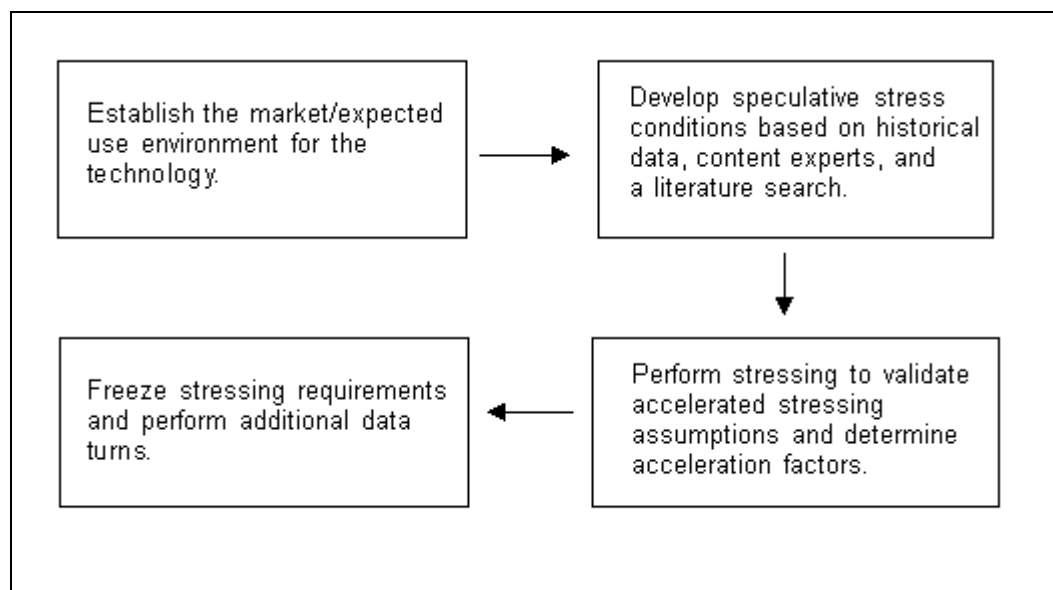 Establish the market/expected
use environment for the
technology.
Develop speculative stress
conditions based on historical
data, content experts, and
a literature search.
Perform stressing to validate
accelerated stressing
assumptions and determine
acceleration factors.
Freeze stressing requirements
and perform additional data
turns.